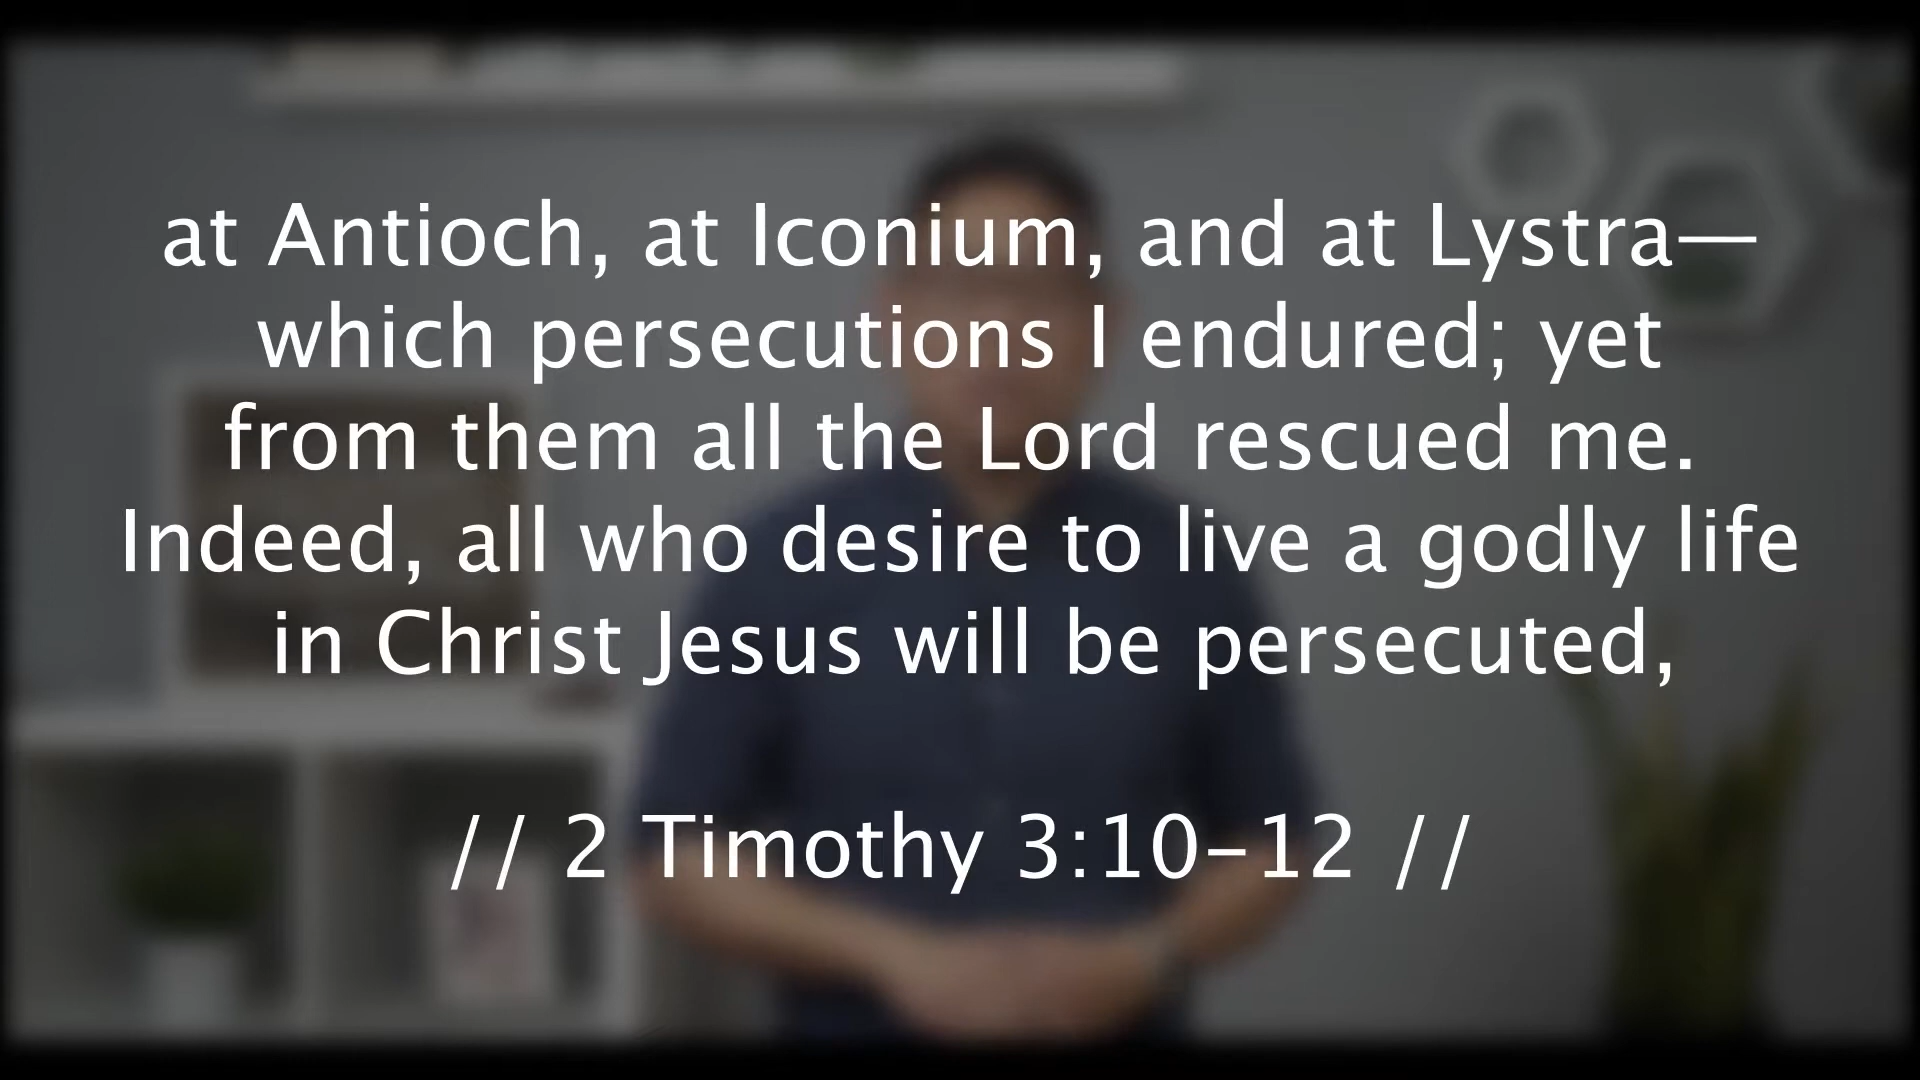 at Antioch, at Iconium, and at Lystra—
which persecutions I endured; yet
from them all the Lord rescued me.
Indeed, all who desire to live a godly life
in Christ Jesus will be persecuted,
// 2 Timothy 3:10–12 //